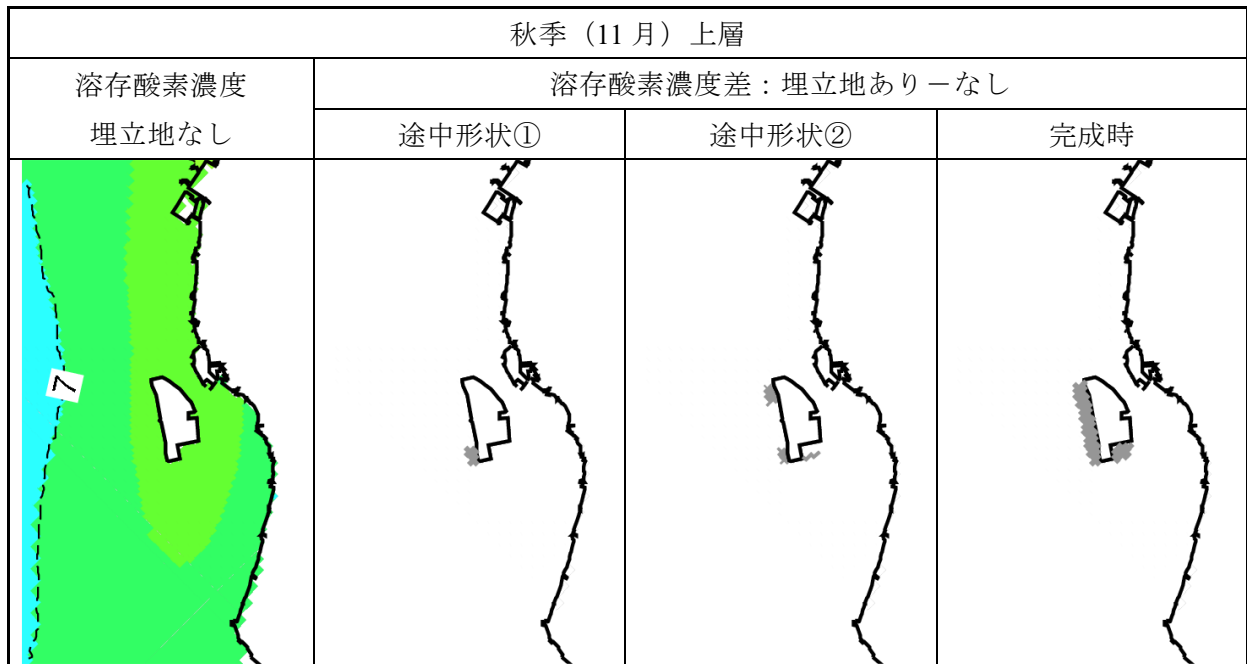 秋季（11月）上層
溶存酸素濃度
埋立地なし
溶存酸素濃度差：埋立地あり－なし
途中形状①
途中形状②
完成時
7